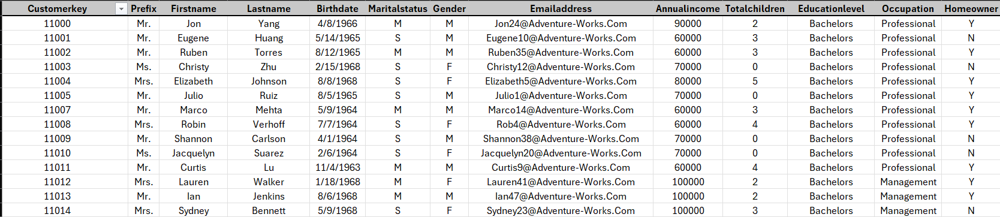 Customerkey Prefix Firstname Lastname Birthdate Maritalstatus Gender Emailaddress Annualincome Totalchildren Educationlevel Occupation Homeowner
11000 Mr. Jon Yang 4/8/1966 M M Jon24@Adventure-Works.Com 90000 2 Bachelors Professional Y
11001 Mr. Eugene Huang 5/14/1965 S M Eugene10@Adventure-Works.Com 60000 3 Bachelors Professional N
11002 Mr. Ruben Torres 8/12/1965 M M Ruben35@Adventure-Works.Com 60000 3 Bachelors Professional Y
11003 Ms. Christy Zhu 2/15/1968 S F Christy12@Adventure-Works.Com 70000 0 Bachelors Professional N
11004 Mrs. Elizabeth Johnson 8/8/1968 S F Elizabeth5@Adventure-Works.Com 80000 5 Bachelors Professional Y
11005 Mr. Julio Ruiz 8/5/1965 S M Julio1@Adventure-Works.Com 70000 0 Bachelors Professional Y
11007 Mr. Marco Mehta 5/9/1964 M M Marco14@Adventure-Works.Com 60000 3 Bachelors Professional Y
11008 Mrs. Robin Verhoff 7/7/1964 S F Rob4@Adventure-Works.Com 60000 4 Bachelors Professional Y
11009 Mr. Shannon Carlson 4/1/1964 S M Shannon38@Adventure-Works.Com 70000 0 Bachelors Professional N
11010 Ms. Jacquelyn Suarez 2/6/1964 S F Jacquelyn20@Adventure-Works.Com 70000 0 Bachelors Professional N
11011 Mr. Curtis Lu 11/4/1963 M M Curtis9@Adventure-Works.Com 60000 4 Bachelors Professional Y
11012 Mrs. Lauren Walker 1/18/1968 M F Lauren41@Adventure-Works.Com 100000 2 Bachelors Management Y
11013 Mr. Ian Jenkins 8/6/1968 M M Ian47@Adventure-Works.Com 100000 2 Bachelors Management Y
11014 Mrs. Sydney Bennett 5/9/1968 S F Sydney23@Adventure-Works.Com 100000 3 Bachelors Management N